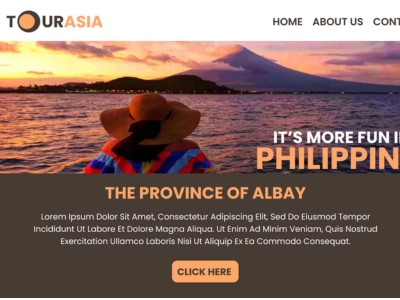 TOURASIA
HOME ABOUT US CONT
IT'S MORE FUN I
PHILIPPIN
THE PROVINCE OF ALBAY
Lorem Ipsum Dolor Sit Amet, Consectetur Adipiscing Elit, Sed Do Eiusmod Tempor
Incididunt Ut Labore Et Dolore Magna Aliqua. Ut Enim Ad Minim Veniam, Quis Nostrud
Exercitation Ullamco Laboris Nisi Ut Aliquip Ex Ea Commodo Consequat.
CLICK HERE